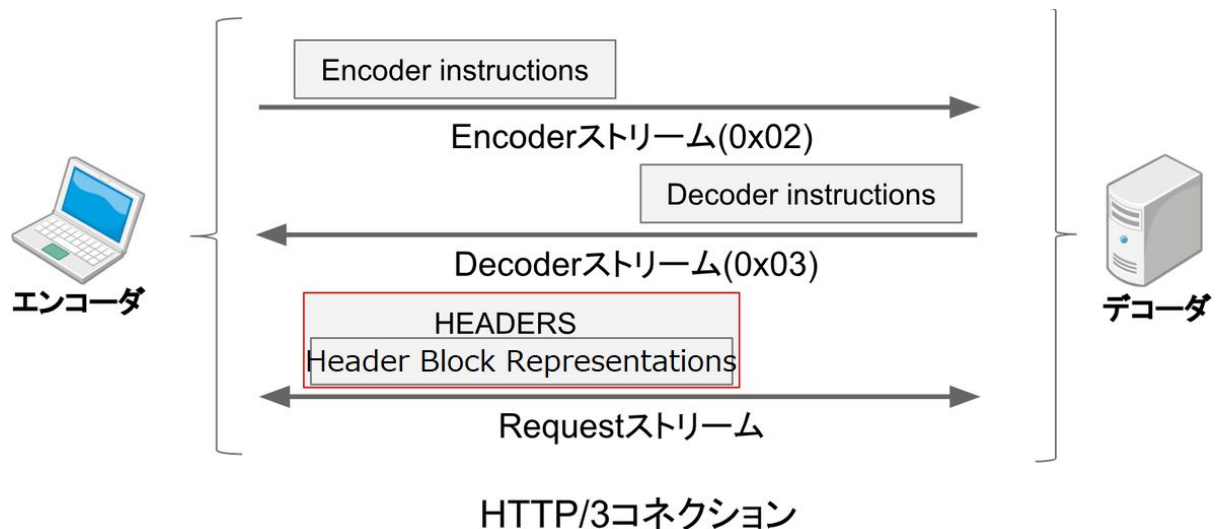 Encoder instructions
Encoderストリーム(0x02)
Decoder instructions
Decoderストリーム(0x03)
エンコーダ
デコーダ
HEADERS
Header Block Representations
Requestストリーム
HTTP/3コネクション